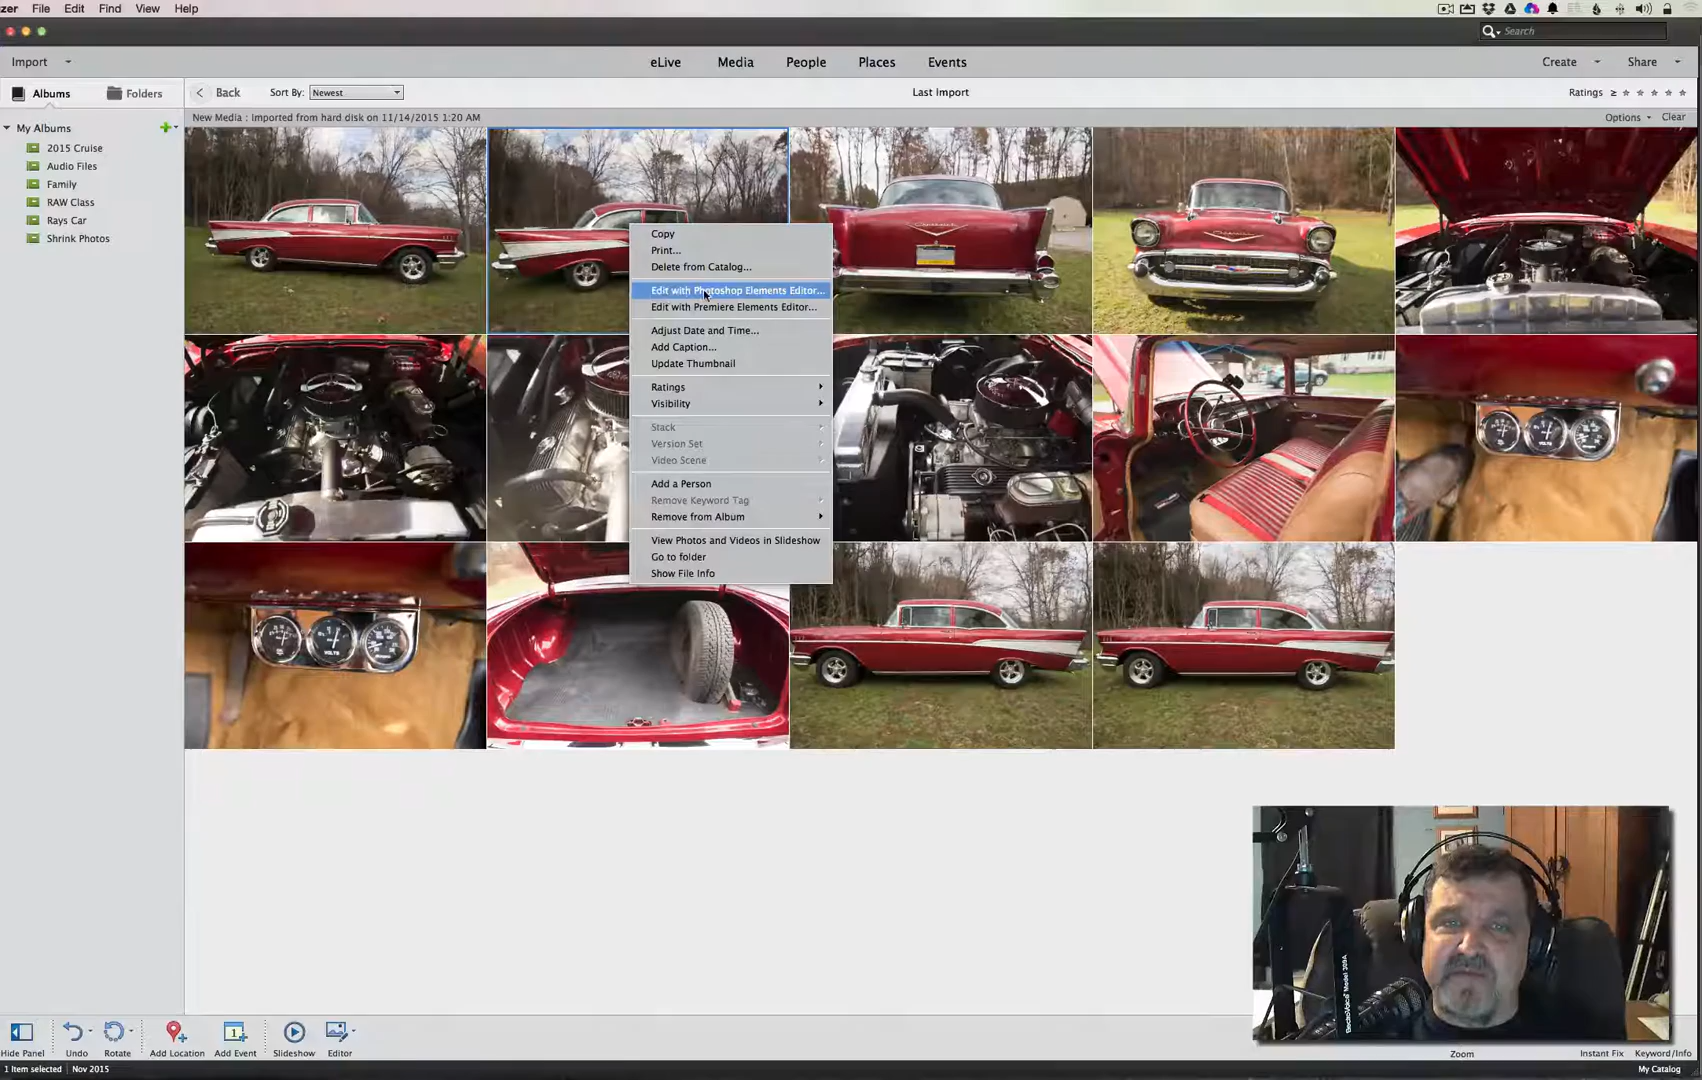 zer File Edit Find View Help
Search
Import eLive Media People Places Events Create Share
Albums Folders Back Sort By: Newest Last Import Ratings ≥
New Media : Imported from hard disk on 11/14/2015 1:20 AM Options Clear
My Albums
2015 Cruise
Audio Files
Family
RAW Class
Rays Car
Shrink Photos
Copy
Print...
Delete from Catalog...
Edit with Photoshop Elements Editor...
Edit with Premiere Elements Editor...
Adjust Date and Time...
Add Caption...
Update Thumbnail
Ratings
Visibility
Stack
Version Set
Video Scene
Add a Person
Remove Keyword Tag
Remove from Album
View Photos and Videos in Slideshow
Go to folder
Show File Info
VOLTS
ElectroVoice Model 309A
1
Hide Panel Undo Rotate Add Location Add Event Slideshow Editor Zoom Instant Fix Keyword/Info
1 Item selected Nov 2015 My Catalog